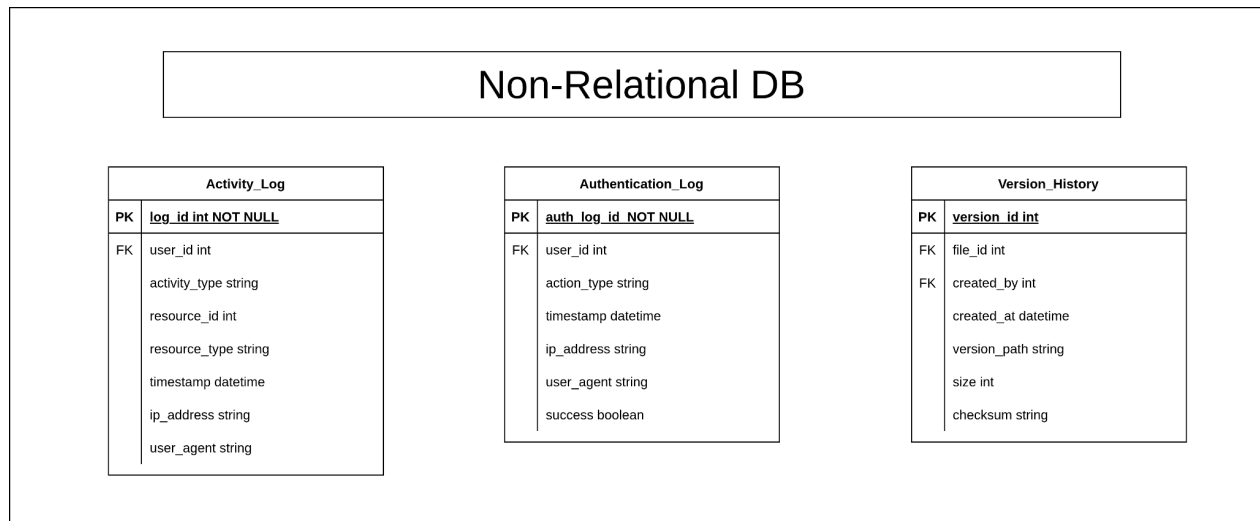 Non-Relational DB
Activity_Log
PK log_id int NOT NULL
FK user_id int
activity_type string
resource_id int
resource_type string
timestamp datetime
ip_address string
user_agent string
Authentication_Log
PK auth_log_id NOT NULL
FK user_id int
action_type string
timestamp datetime
ip_address string
user_agent string
success boolean
Version_History
PK version_id int
FK file_id int
FK created_by int
created_at datetime
version_path string
size int
checksum string